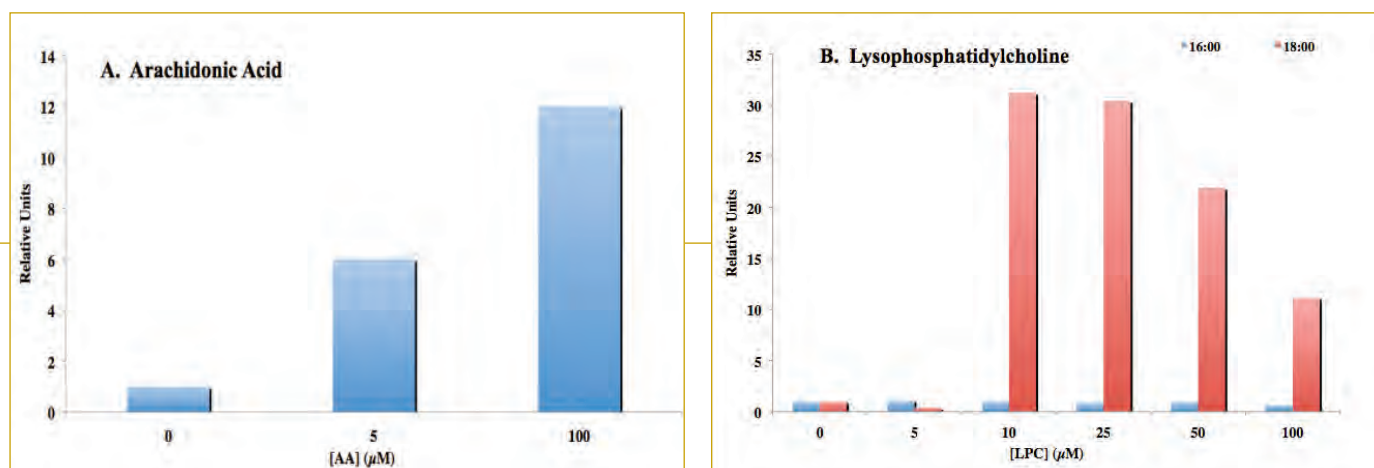 A. Arachidonic Acid
Relative Units
14
12
10
8
6
4
2
0
0 5 100
[AA] (µM)
B. Lysophosphatidylcholine
16:00 18:00
Relative Units
35
30
25
20
15
10
5
0
0 5 10 25 50 100
[LPC] (µM)